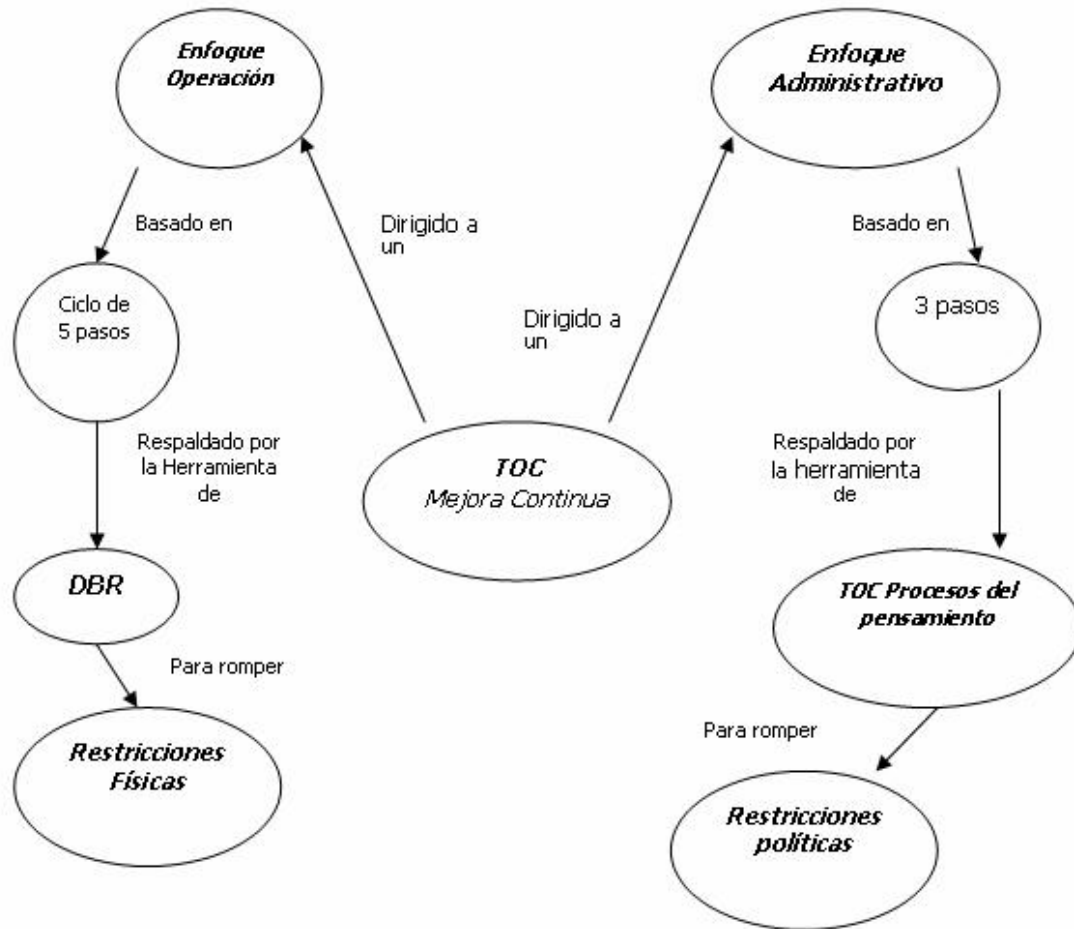 Enfoque
Operación
Enfoque
Administrativo
Basado en
Dirigido a
un
Basado en
Ciclo de
5 pasos
Dirigido a
un
3 pasos
Respaldado por
la Herramienta
de
TOC
Mejora Continua
Respaldado por
la herramienta
de
DBR
TOC Procesos del
pensamiento
Para romper
Para romper
Restricciones
Físicas
Restricciones
políticas